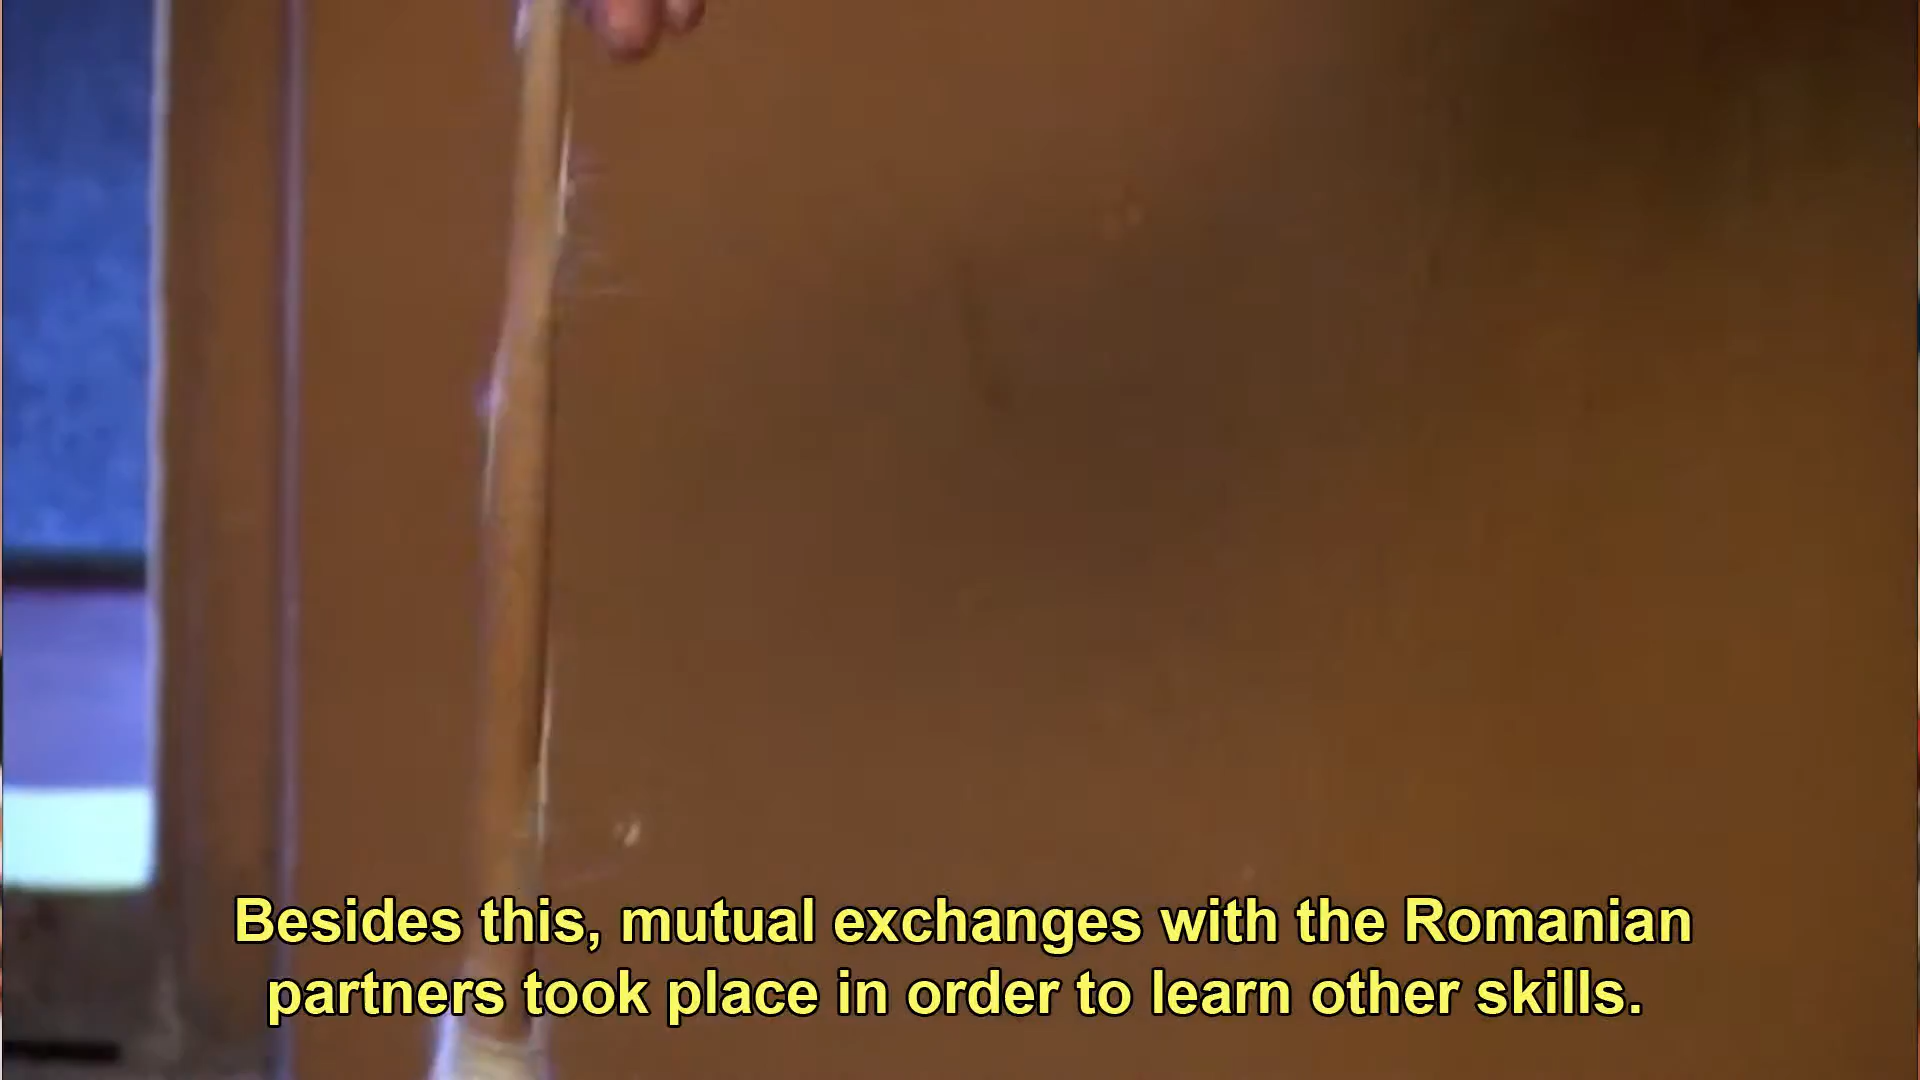 Besides this, mutual exchanges with the Romanian
partners took place in order to learn other skills.